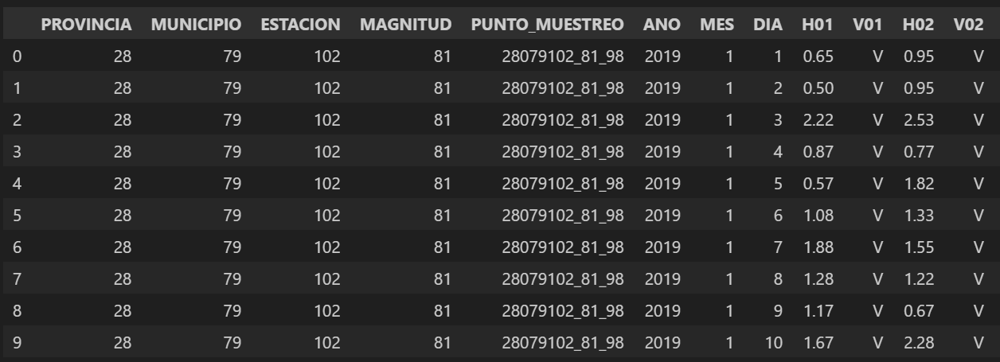 PROVINCIA MUNICIPIO ESTACION MAGNITUD PUNTO_MUESTREO ANO MES DIA H01 V01 H02 V02
0 28 79 102 81 28079102_81_98 2019 1 1 0.65 V 0.95 V
1 28 79 102 81 28079102_81_98 2019 1 2 0.50 V 0.95 V
2 28 79 102 81 28079102_81_98 2019 1 3 2.22 V 2.53 V
3 28 79 102 81 28079102_81_98 2019 1 4 0.87 V 0.77 V
4 28 79 102 81 28079102_81_98 2019 1 5 0.57 V 1.82 V
5 28 79 102 81 28079102_81_98 2019 1 6 1.08 V 1.33 V
6 28 79 102 81 28079102_81_98 2019 1 7 1.88 V 1.55 V
7 28 79 102 81 28079102_81_98 2019 1 8 1.28 V 1.22 V
8 28 79 102 81 28079102_81_98 2019 1 9 1.17 V 0.67 V
9 28 79 102 81 28079102_81_98 2019 1 10 1.67 V 2.28 V